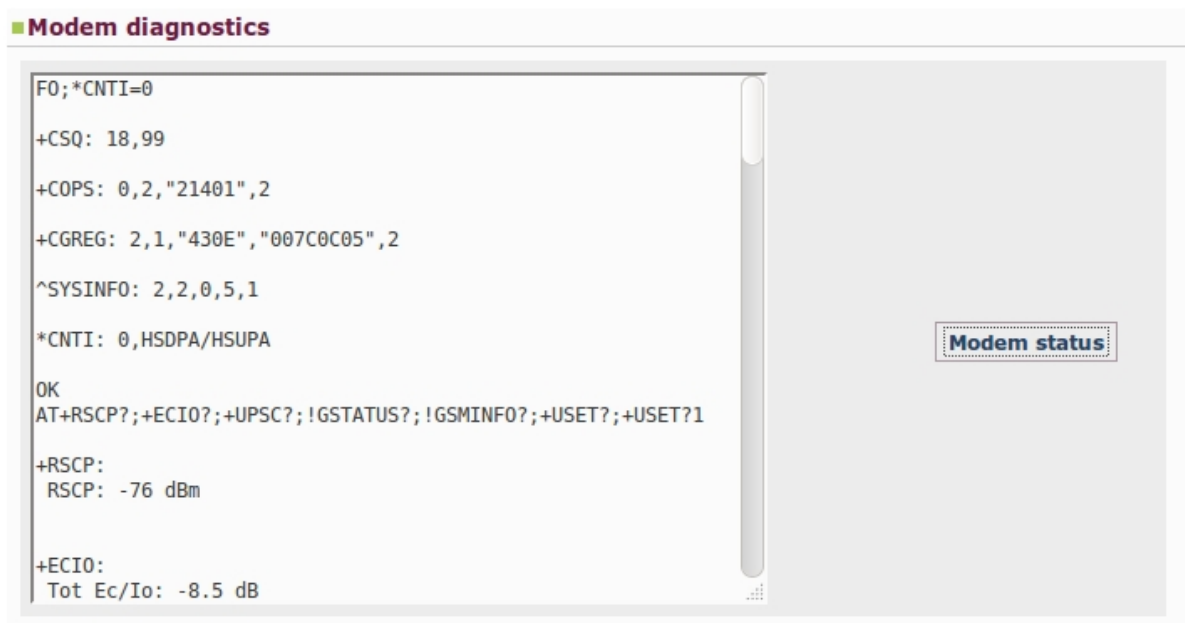 Modem diagnostics
FO;*CNTI=0
+CSQ: 18,99
+COPS: 0,2,"21401",2
+CGREG: 2,1,"430E","007C0C05",2
^SYSINFO: 2,2,0,5,1
*CNTI: 0,HSDPA/HSUPA
OK
AT+RSCP?;+ECIO?;+UPSC?;!GSTATUS?;!GSMINFO?;+USET?;+USET?1
+RSCP:
RSCP: -76 dBm
+ECIO:
Tot Ec/Io: -8.5 dB
Modem status